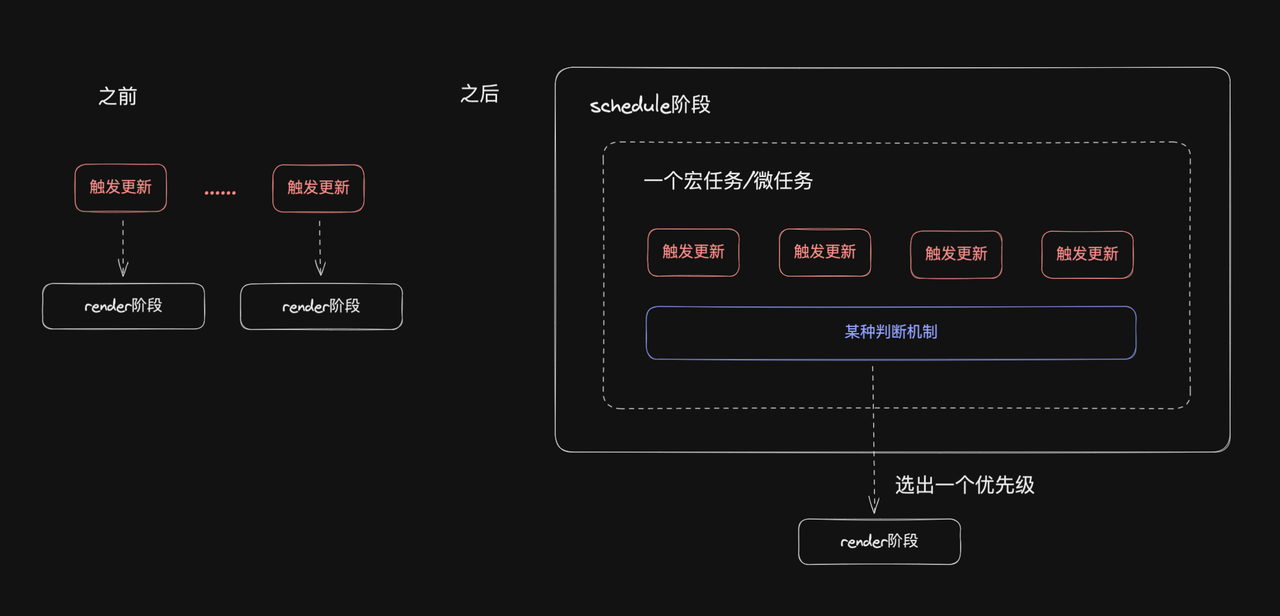 之前
触发更新
……
触发更新
render阶段
render阶段
之后
schedule阶段
一个宏任务/微任务
触发更新
触发更新
触发更新
触发更新
某种判断机制
选出一个优先级
render阶段